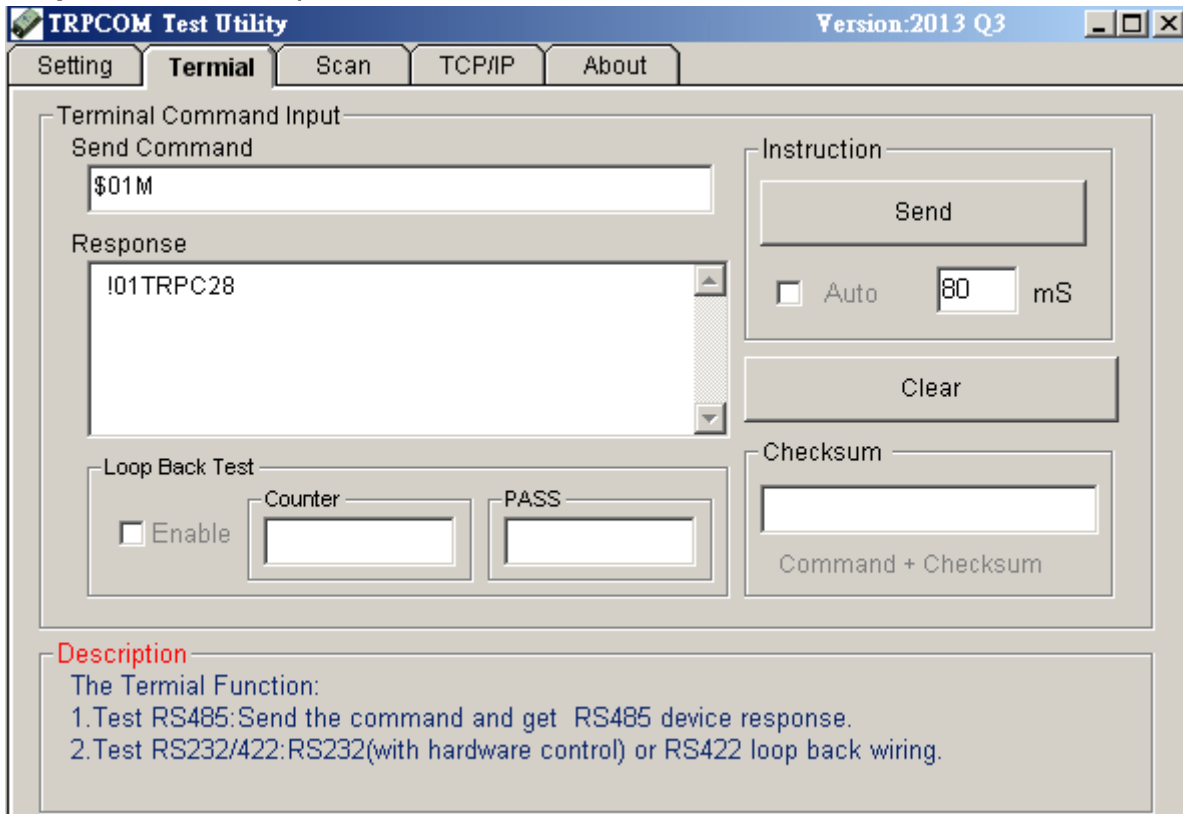 TRPCOM Test Utility Version:2013 Q3
Setting Termial Scan TCP/IP About
Terminal Command Input
Send Command
$01M
Response
!01TRPC28
Instruction
Send
Auto 80 mS
Clear
Loop Back Test
Enable
Counter
PASS
Checksum
Command + Checksum
Description
The Termial Function:
1.Test RS485:Send the command and get RS485 device response.
2.Test RS232/422:RS232(with hardware control) or RS422 loop back wiring.